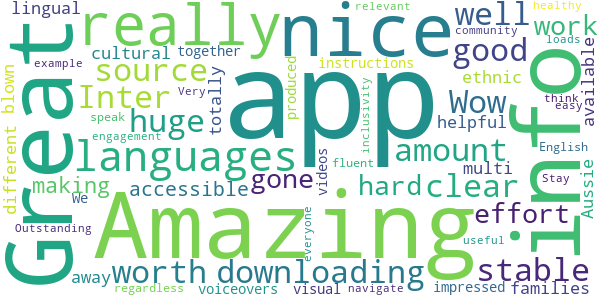 lingual
really
nice
well
relevant
healthy
community
loads
example
cultural
together
good
work
Great
source
instructions
ethnic
info
available
blown
different
Inter
totally
app
produced
Wow
think
easy
speak
huge
Very
helpful
engagement
languages
inclusivity
amount
English
making
We
accessible
gone
videos
fluent
multi
hard
clear
Stay
Aussie
Amazing
effort
Outstanding
everyone
useful
away
worth
downloading
stable
regardless
voiceovers
visual
navigate
impressed
families